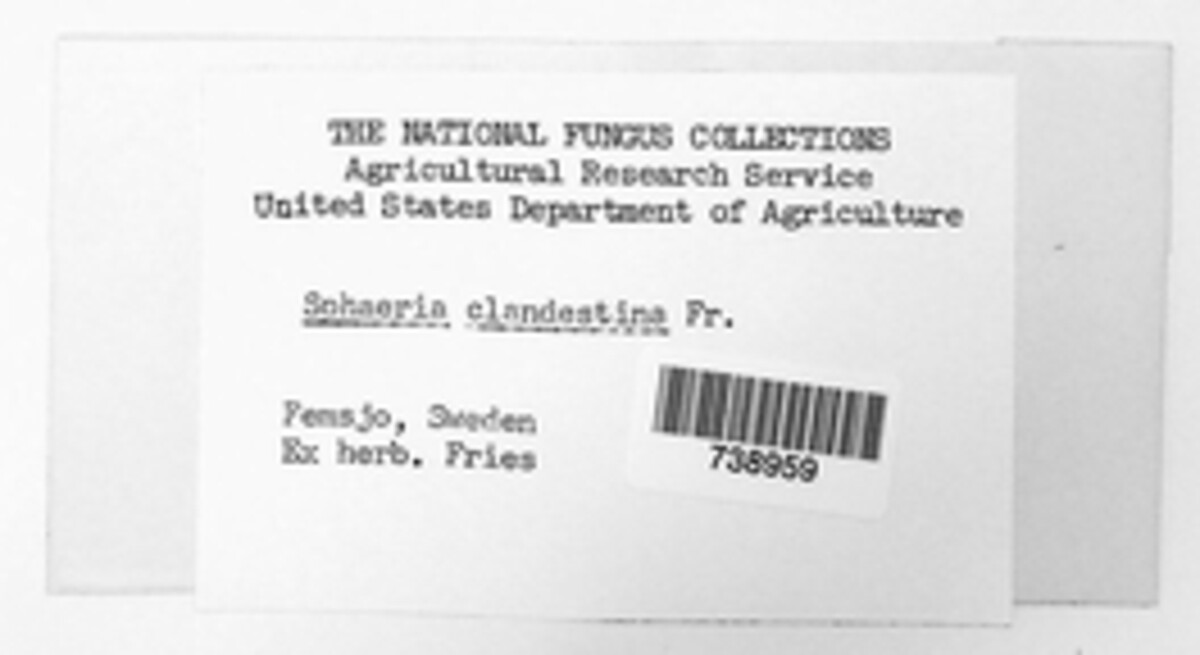 THE NATIONAL FUNGUS COLLECTIONS
Agricultural Research Service
United States Department of Agriculture
Sphaeria clandestina Fr.
Femsjo, Sweden
Ex herb. Fries
738959